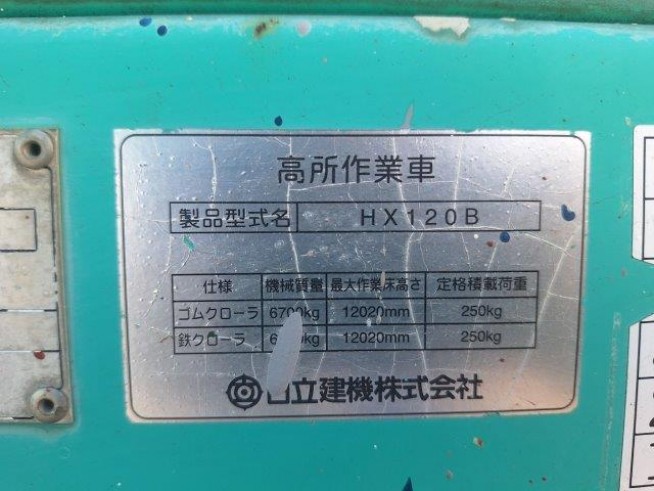 高所作業車
製品型式名 HX120B
仕様 機械質量 最大作業床高さ 定格積載荷重
ゴムクローラ 6700kg 12020mm 250kg
鉄クローラ 12020mm 250kg
日立建機株式会社